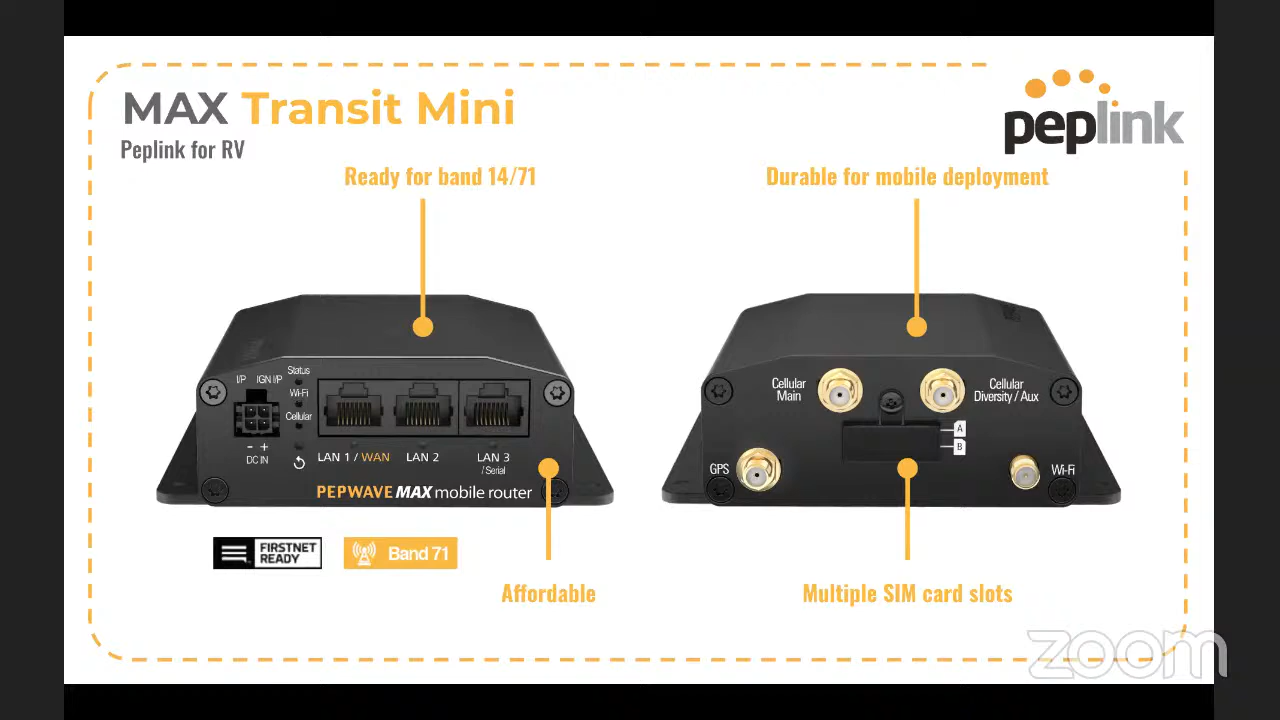 MAX Transit Mini
Peplink for RV
peplink
Ready for band 14/71
Durable for mobile deployment
I/P IGN I/P
Status
Wi-Fi
Cellular
- +
DC IN
LAN 1 / WAN
LAN 2
LAN 3
/Serial
PEPWAVE MAX mobile router
Cellular
Main
Cellular
Diversity / Aux
A
B
GPS
Wi-Fi
FIRSTNET
READY
Band 71
Affordable
Multiple SIM card slots
zoom